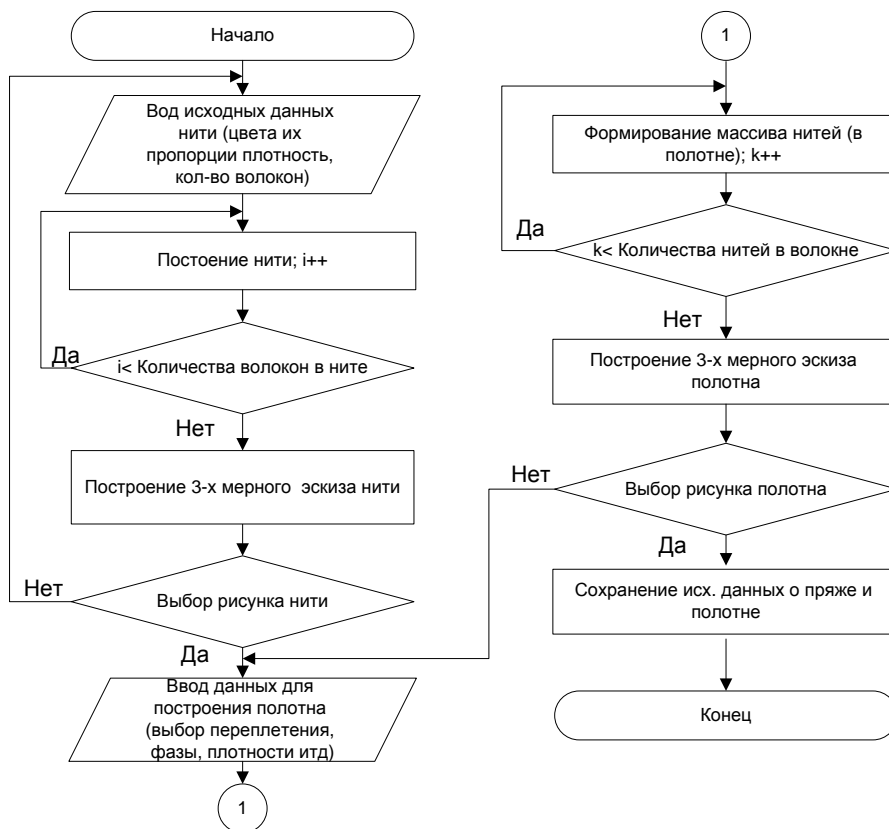 Начало
Вод исходных данных
нити (цвета их
пропорции плотность,
кол-во волокон)
Постоение нити; i++
Да
i< Количества волокон в ните
Нет
Построение 3-х мерного эскиза нити
Нет
Выбор рисунка нити
Да
Ввод данных для
построения полотна
(выбор переплетения,
фазы, плотности итд)
1
1
Формирование массива нитей (в
полотне); k++
Да
k< Количества нитей в волокне
Нет
Построение 3-х мерного эскиза
полотна
Нет
Выбор рисунка полотна
Да
Сохранение исх. данных о пряже и
полотне
Конец